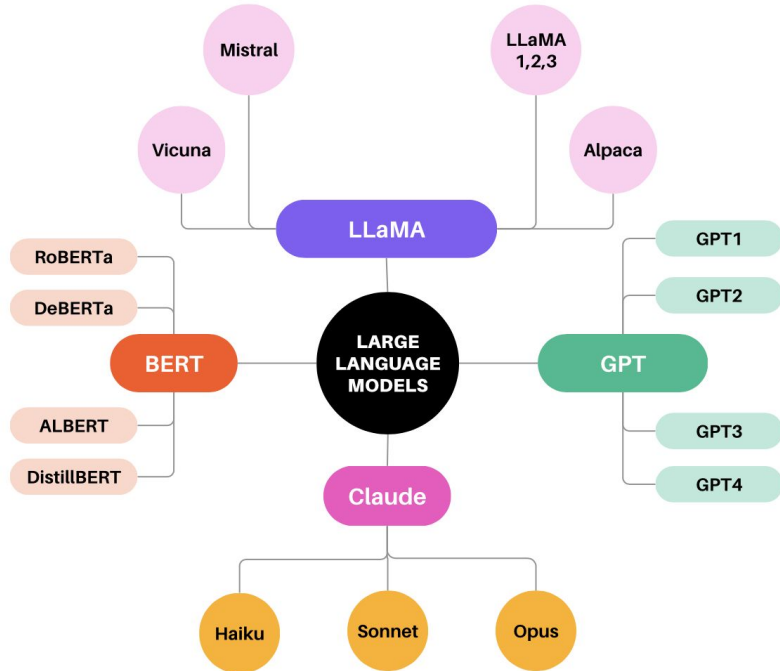 Mistral
LLaMA
1,2,3
Vicuna
Alpaca
LLaMA
RoBERTa
DeBERTa
BERT
ALBERT
DistillBERT
LARGE
LANGUAGE
MODELS
GPT1
GPT2
GPT
GPT3
GPT4
Claude
Haiku
Sonnet
Opus